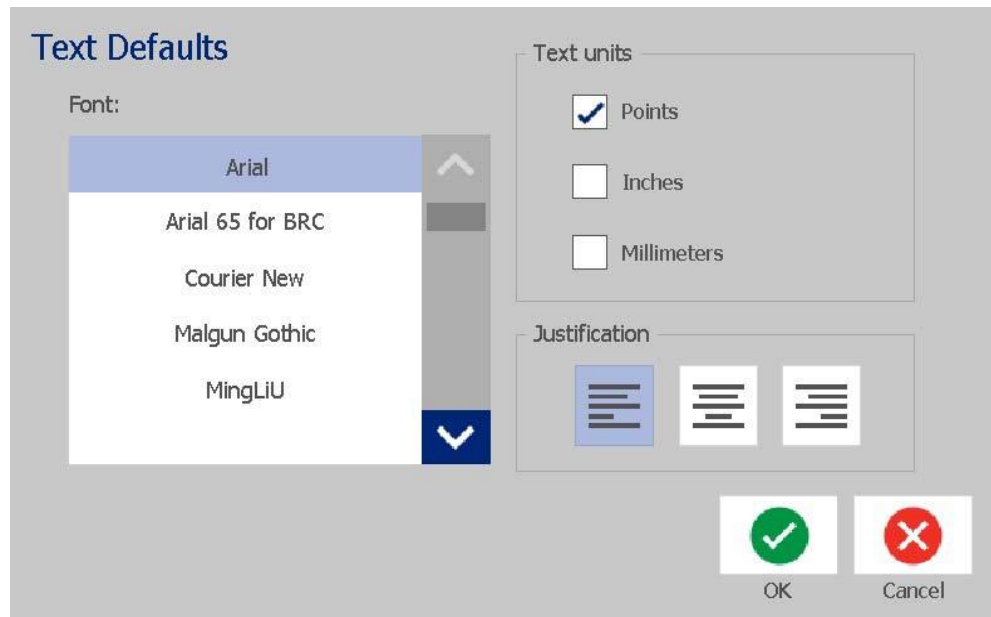 Text Defaults
Font:
Arial
Arial 65 for BRC
Courier New
Malgun Gothic
MingLiU
Text units
Points
Inches
Millimeters
Justification
OK
Cancel